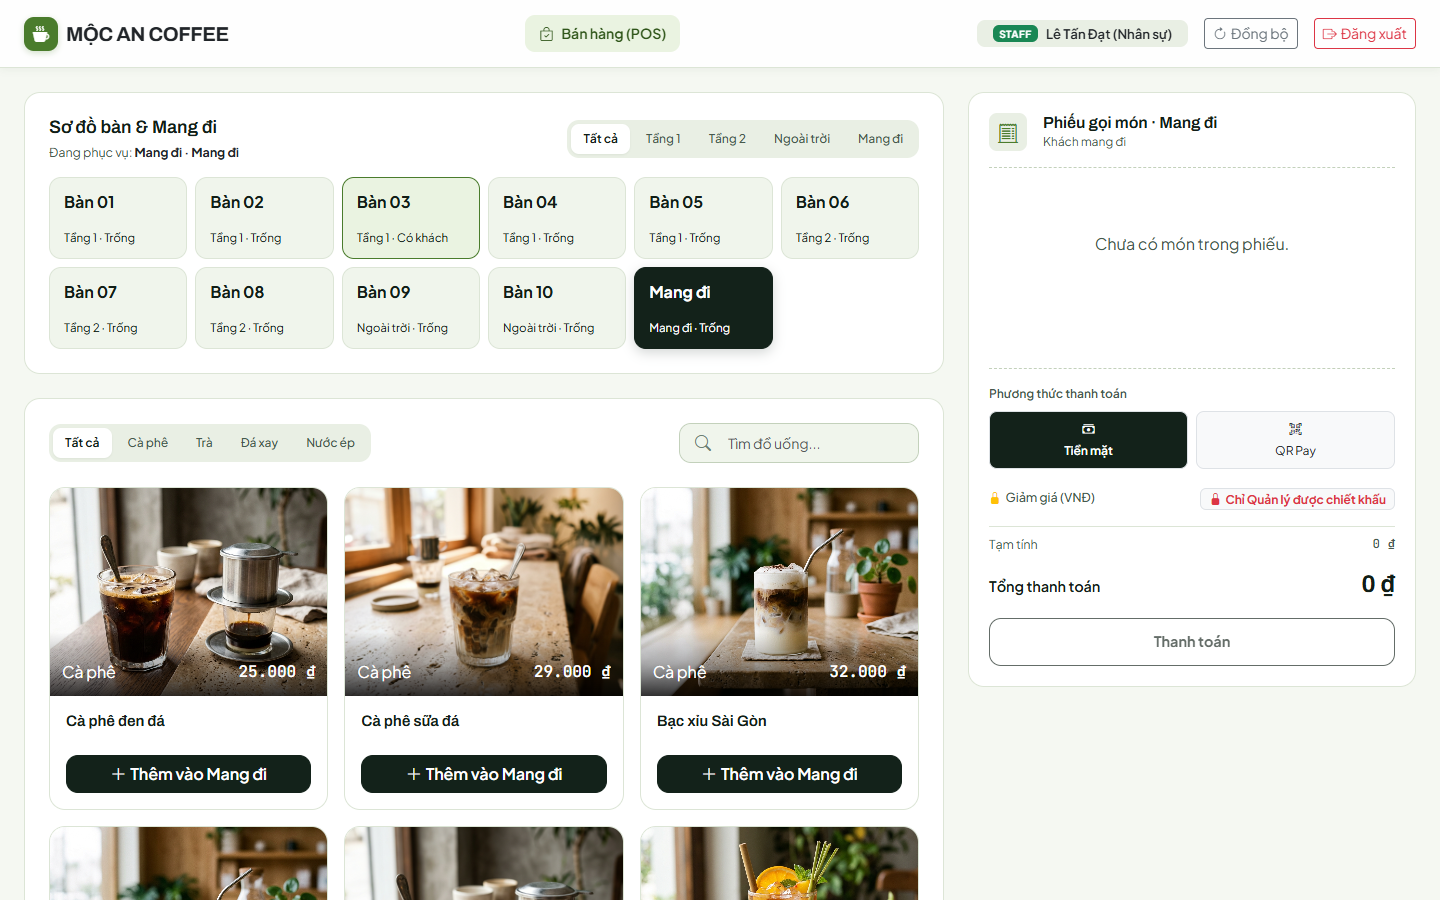 MỘC AN COFFEE
Bán hàng (POS)
STAFF Lê Tấn Đạt (Nhân sự)
Đồng bộ
Đăng xuất
Sơ đồ bàn & Mang đi
Đang phục vụ: Mang đi · Mang đi
Tất cả Tầng 1 Tầng 2 Ngoài trời Mang đi
Bàn 01
Tầng 1 · Trống
Bàn 02
Tầng 1 · Trống
Bàn 03
Tầng 1 · Có khách
Bàn 04
Tầng 1 · Trống
Bàn 05
Tầng 1 · Trống
Bàn 06
Tầng 2 · Trống
Bàn 07
Tầng 2 · Trống
Bàn 08
Tầng 2 · Trống
Bàn 09
Ngoài trời · Trống
Bàn 10
Ngoài trời · Trống
Mang đi
Mang đi · Trống
Tất cả Cà phê Trà Đá xay Nước ép
Tìm đồ uống...
Cà phê 25.000 ₫
Cà phê đen đá
+ Thêm vào Mang đi
Cà phê 29.000 ₫
Cà phê sữa đá
+ Thêm vào Mang đi
Cà phê 32.000 ₫
Bạc xỉu Sài Gòn
+ Thêm vào Mang đi
Phiếu gọi món · Mang đi
Khách mang đi
Chưa có món trong phiếu.
Phương thức thanh toán
Tiền mặt
QR Pay
Giảm giá (VNĐ)
Chỉ Quản lý được chiết khấu
Tạm tính 0 ₫
Tổng thanh toán 0 ₫
Thanh toán